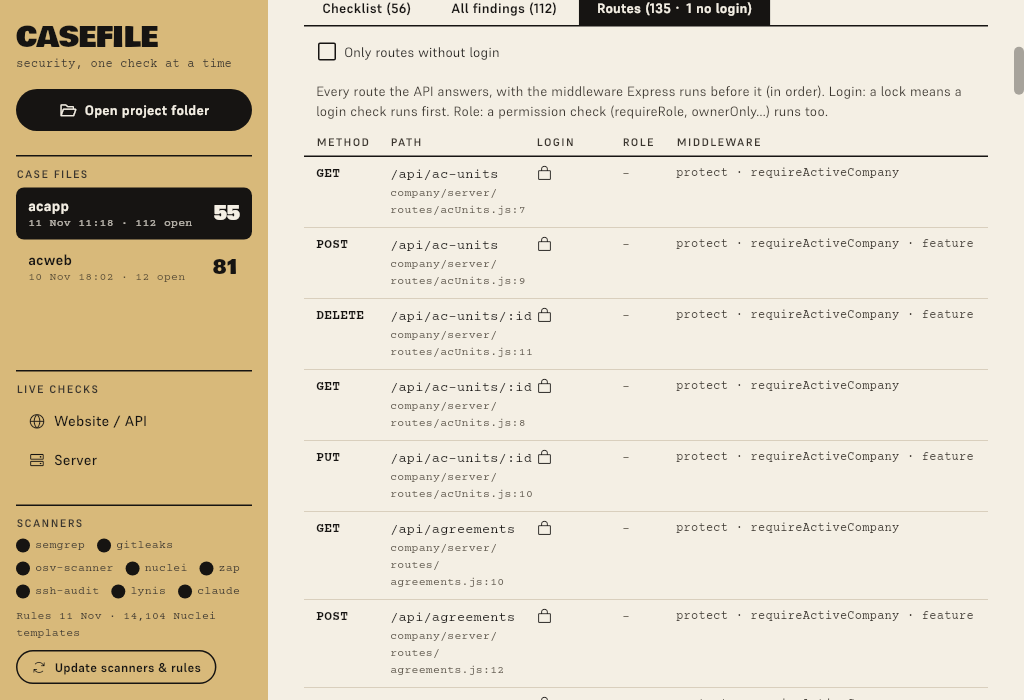 CASEFILE
security, one check at a time
Open project folder
CASE FILES
acapp
11 Nov 11:18 · 112 open
55
acweb
10 Nov 18:02 · 12 open
81
LIVE CHECKS
Website / API
Server
SCANNERS
semgrep gitleaks
osv-scanner nuclei zap
ssh-audit lynis claude
Rules 11 Nov · 14,104 Nuclei
templates
Update scanners & rules
Checklist (56) All findings (112) Routes (135 · 1 no login)
Only routes without login
Every route the API answers, with the middleware Express runs before it (in order). Login: a lock means a
login check runs first. Role: a permission check (requireRole, ownerOnly…) runs too.
METHOD PATH LOGIN ROLE MIDDLEWARE
GET /api/ac-units – protect · requireActiveCompany
company/server/
routes/acUnits.js:7
POST /api/ac-units – protect · requireActiveCompany · feature
company/server/
routes/acUnits.js:9
DELETE /api/ac-units/:id – protect · requireActiveCompany · feature
company/server/
routes/acUnits.js:11
GET /api/ac-units/:id – protect · requireActiveCompany
company/server/
routes/acUnits.js:8
PUT /api/ac-units/:id – protect · requireActiveCompany · feature
company/server/
routes/acUnits.js:10
GET /api/agreements – protect · requireActiveCompany
company/server/
routes/
agreements.js:10
POST /api/agreements – protect · requireActiveCompany · feature
company/server/
routes/
agreements.js:12